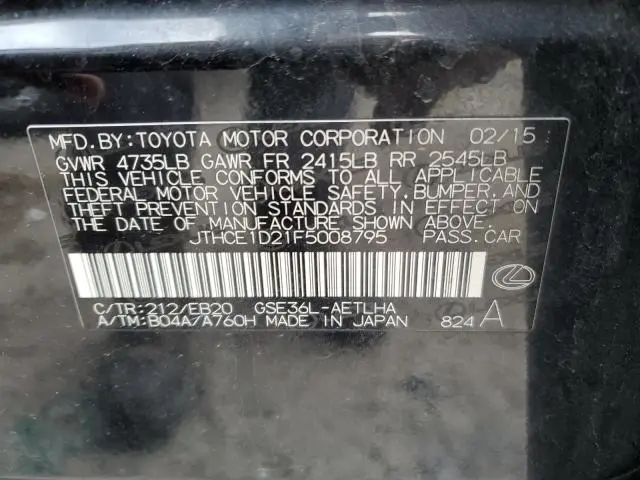 MFD.BY:TOYOTA MOTOR CORPORATION 02/15
GVWR 4735LB GAWR FR 2415LB RR 2545LB
THIS VEHICLE CONFORMS TO ALL APPLICABLE
FEDERAL MOTOR VEHICLE SAFETY, BUMPER, AND
THEFT PREVENTION STANDARDS IN EFFECT ON
THE DATE OF MANUFACTURE SHOWN ABOVE.
JTHCE1D21F5008795 PASS.CAR
C/TR:212/EB20 GSE36L-AETLHA
A/TM:B04A/A760H MADE IN JAPAN 824 A